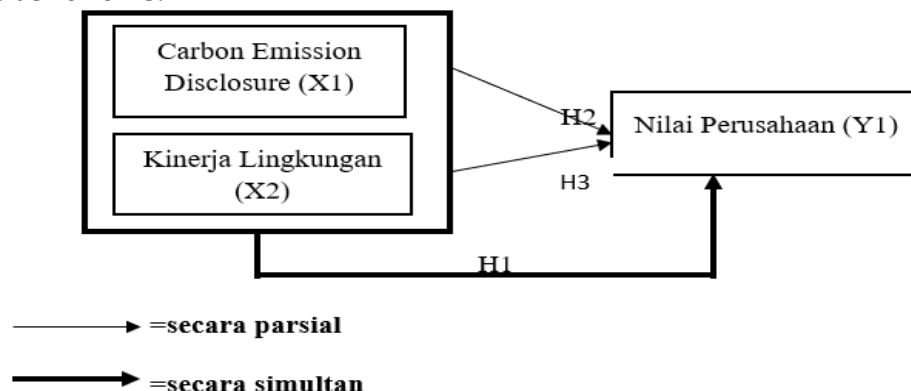 Carbon Emission
Disclosure (X1)
Kinerja Lingkungan
(X2)
H2
H3
Nilai Perusahaan (Y1)
H1
=secara parsial
=secara simultan